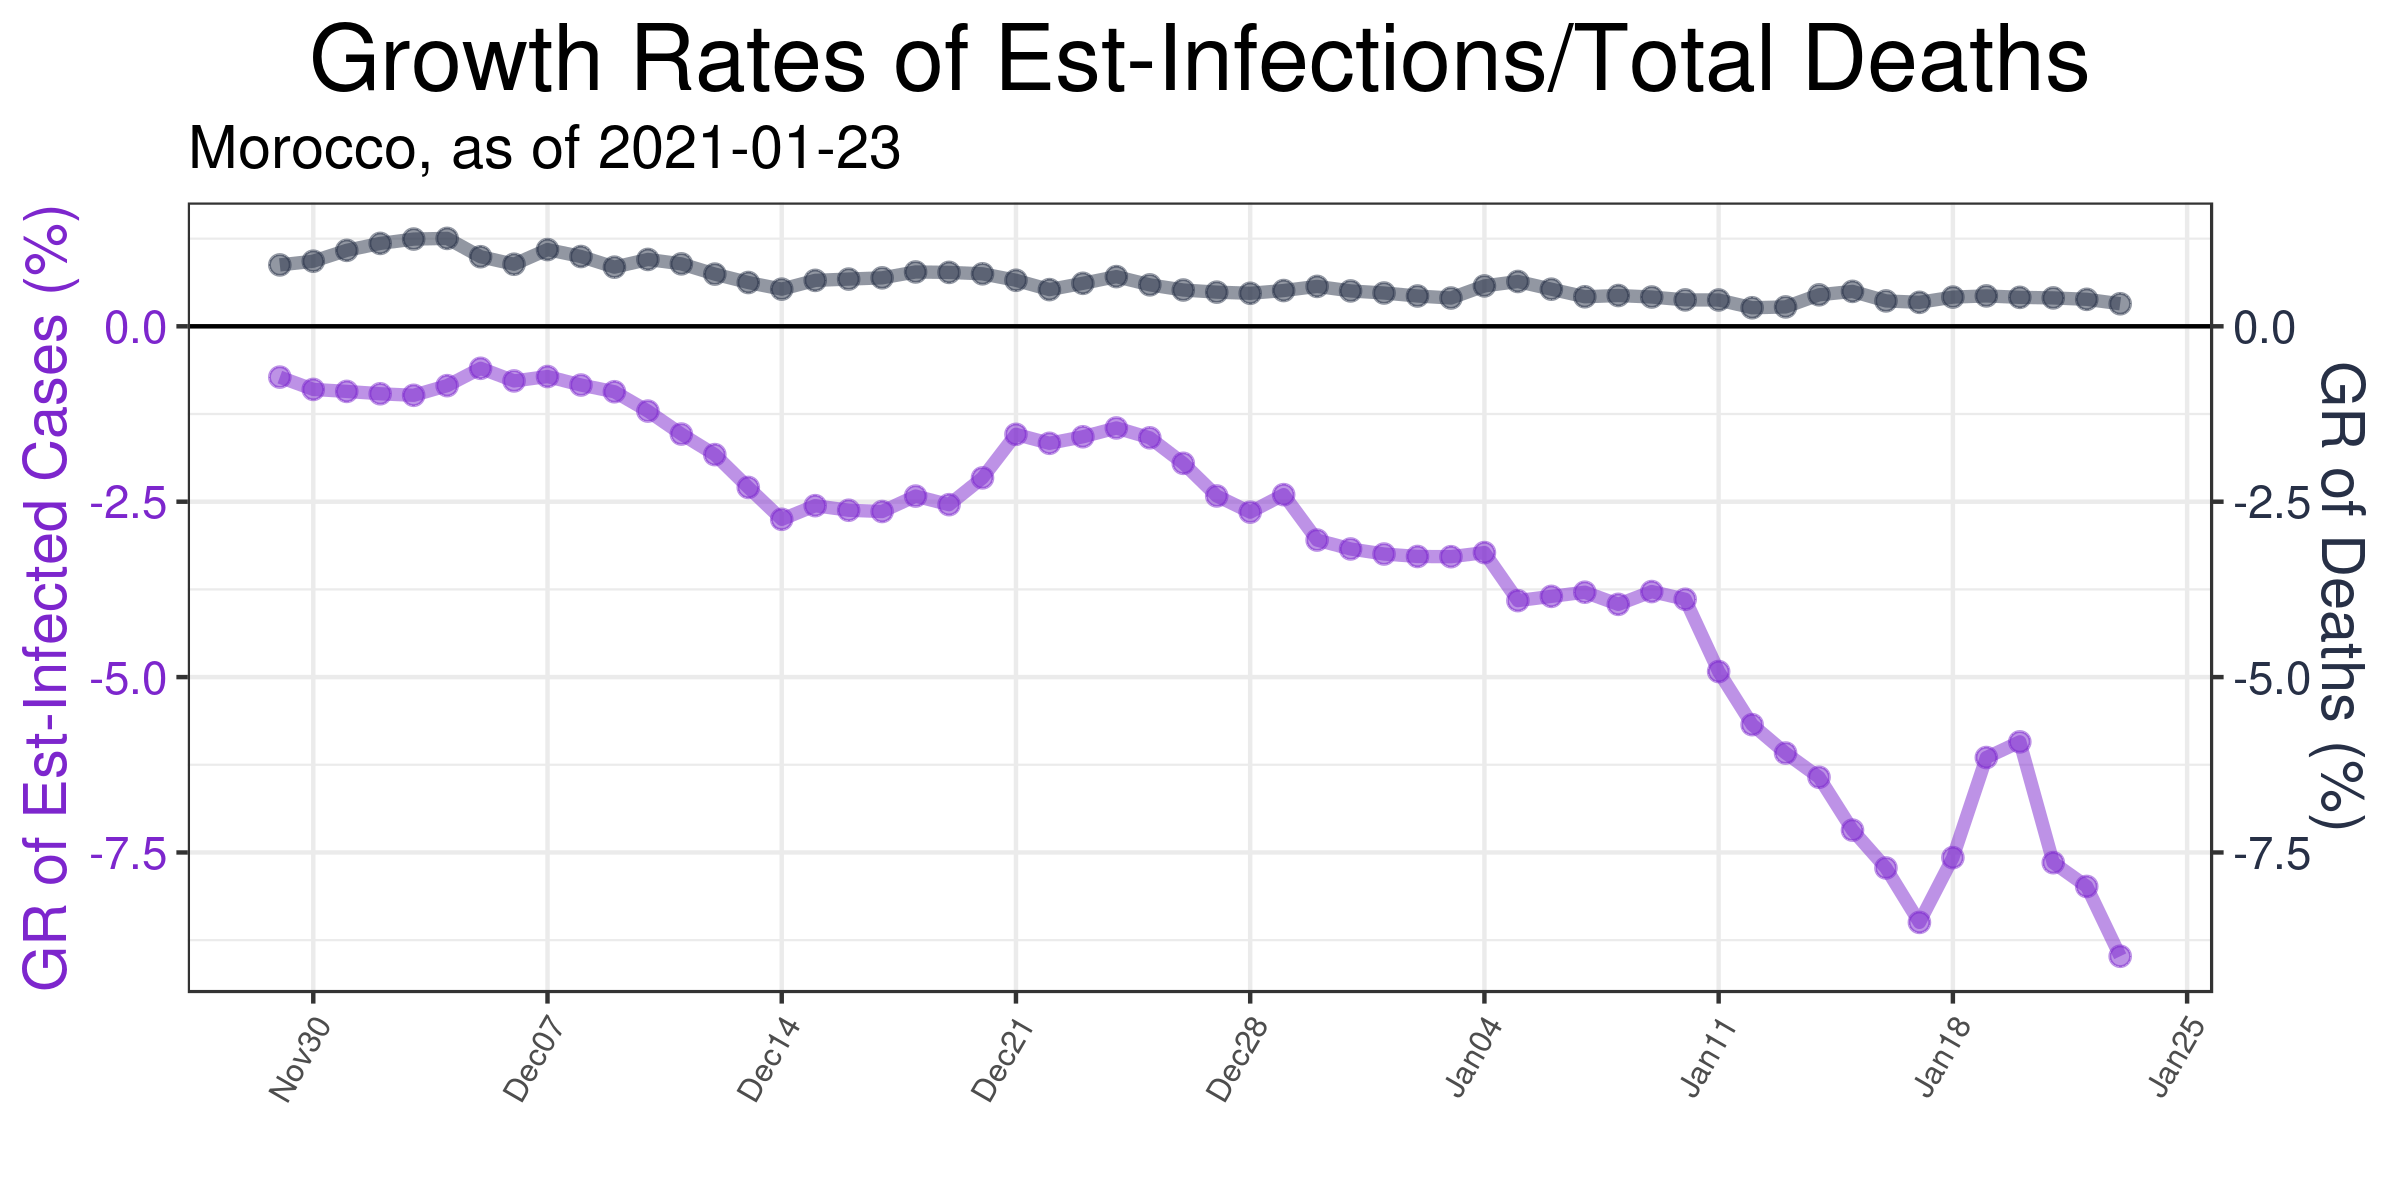 Growth Rates of Est-Infections/Total Deaths
Morocco, as of 2021-01-23
GR of Est-Infected Cases (%)
0.0
-2.5
-5.0
-7.5
0.0
-2.5
-5.0
-7.5
GR of Deaths (%)
Nov30
Dec07
Dec14
Dec21
Dec28
Jan04
Jan11
Jan18
Jan25